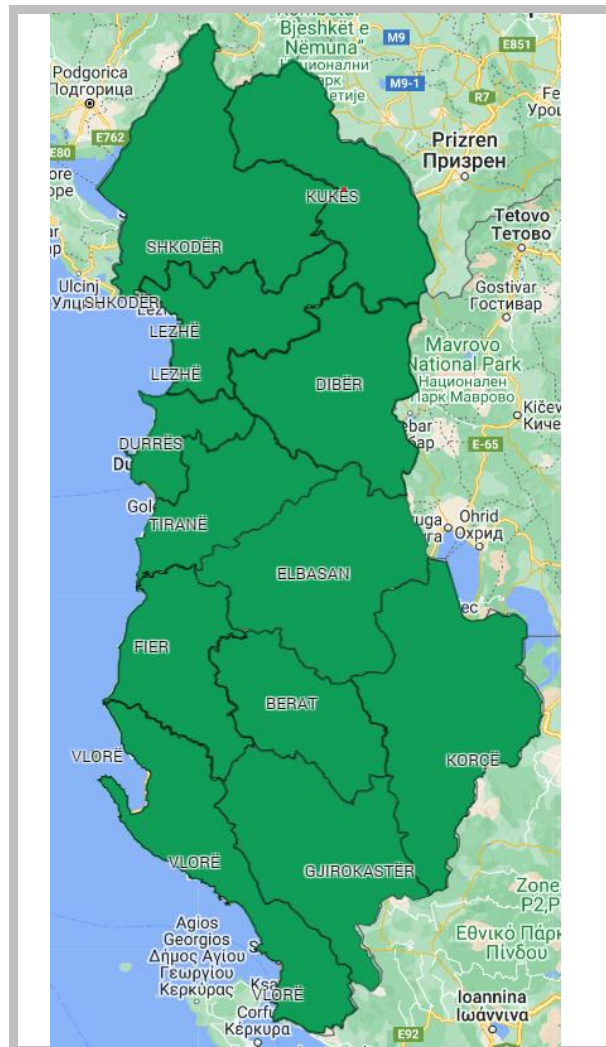 Bjeshkët e
Nëmuna"
M9
E851
Podgorica
Подгорица
M9-1
R7
E762
Prizren
Призрен
E80
KUKËS
Tetovo
Тетово
SHKODËR
Ulcinj
SHKODËR
Gostivar
Гостивар
LEZHË
Mavrovo
National Park
Национален
Парк Маврово
LEZHË
DIBËR
DURRËS
E-65
TIRANË
Ohrid
Охрид
ELBASAN
FIER
BERAT
VLORË
KORÇË
VLORË
GJIROKASTËR
Agios
Georgios
Δήμος Αγίου
Γεωργίου
Κερκύρας
Εθνικό Πάρκ
Πίνδου
VLORË
Κέρκυρα
Ioannina
Ιωάννινα
E92